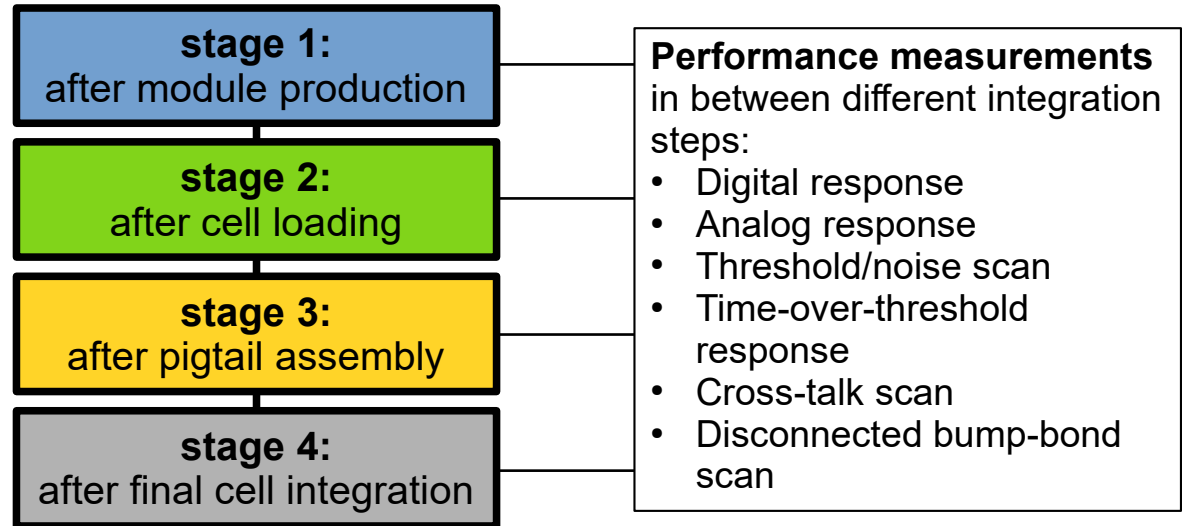 stage 1:
after module production
stage 2:
after cell loading
stage 3:
after pigtail assembly
stage 4:
after final cell integration
Performance measurements
in between different integration
steps:
• Digital response
• Analog response
• Threshold/noise scan
• Time-over-threshold
response
• Cross-talk scan
• Disconnected bump-bond
scan